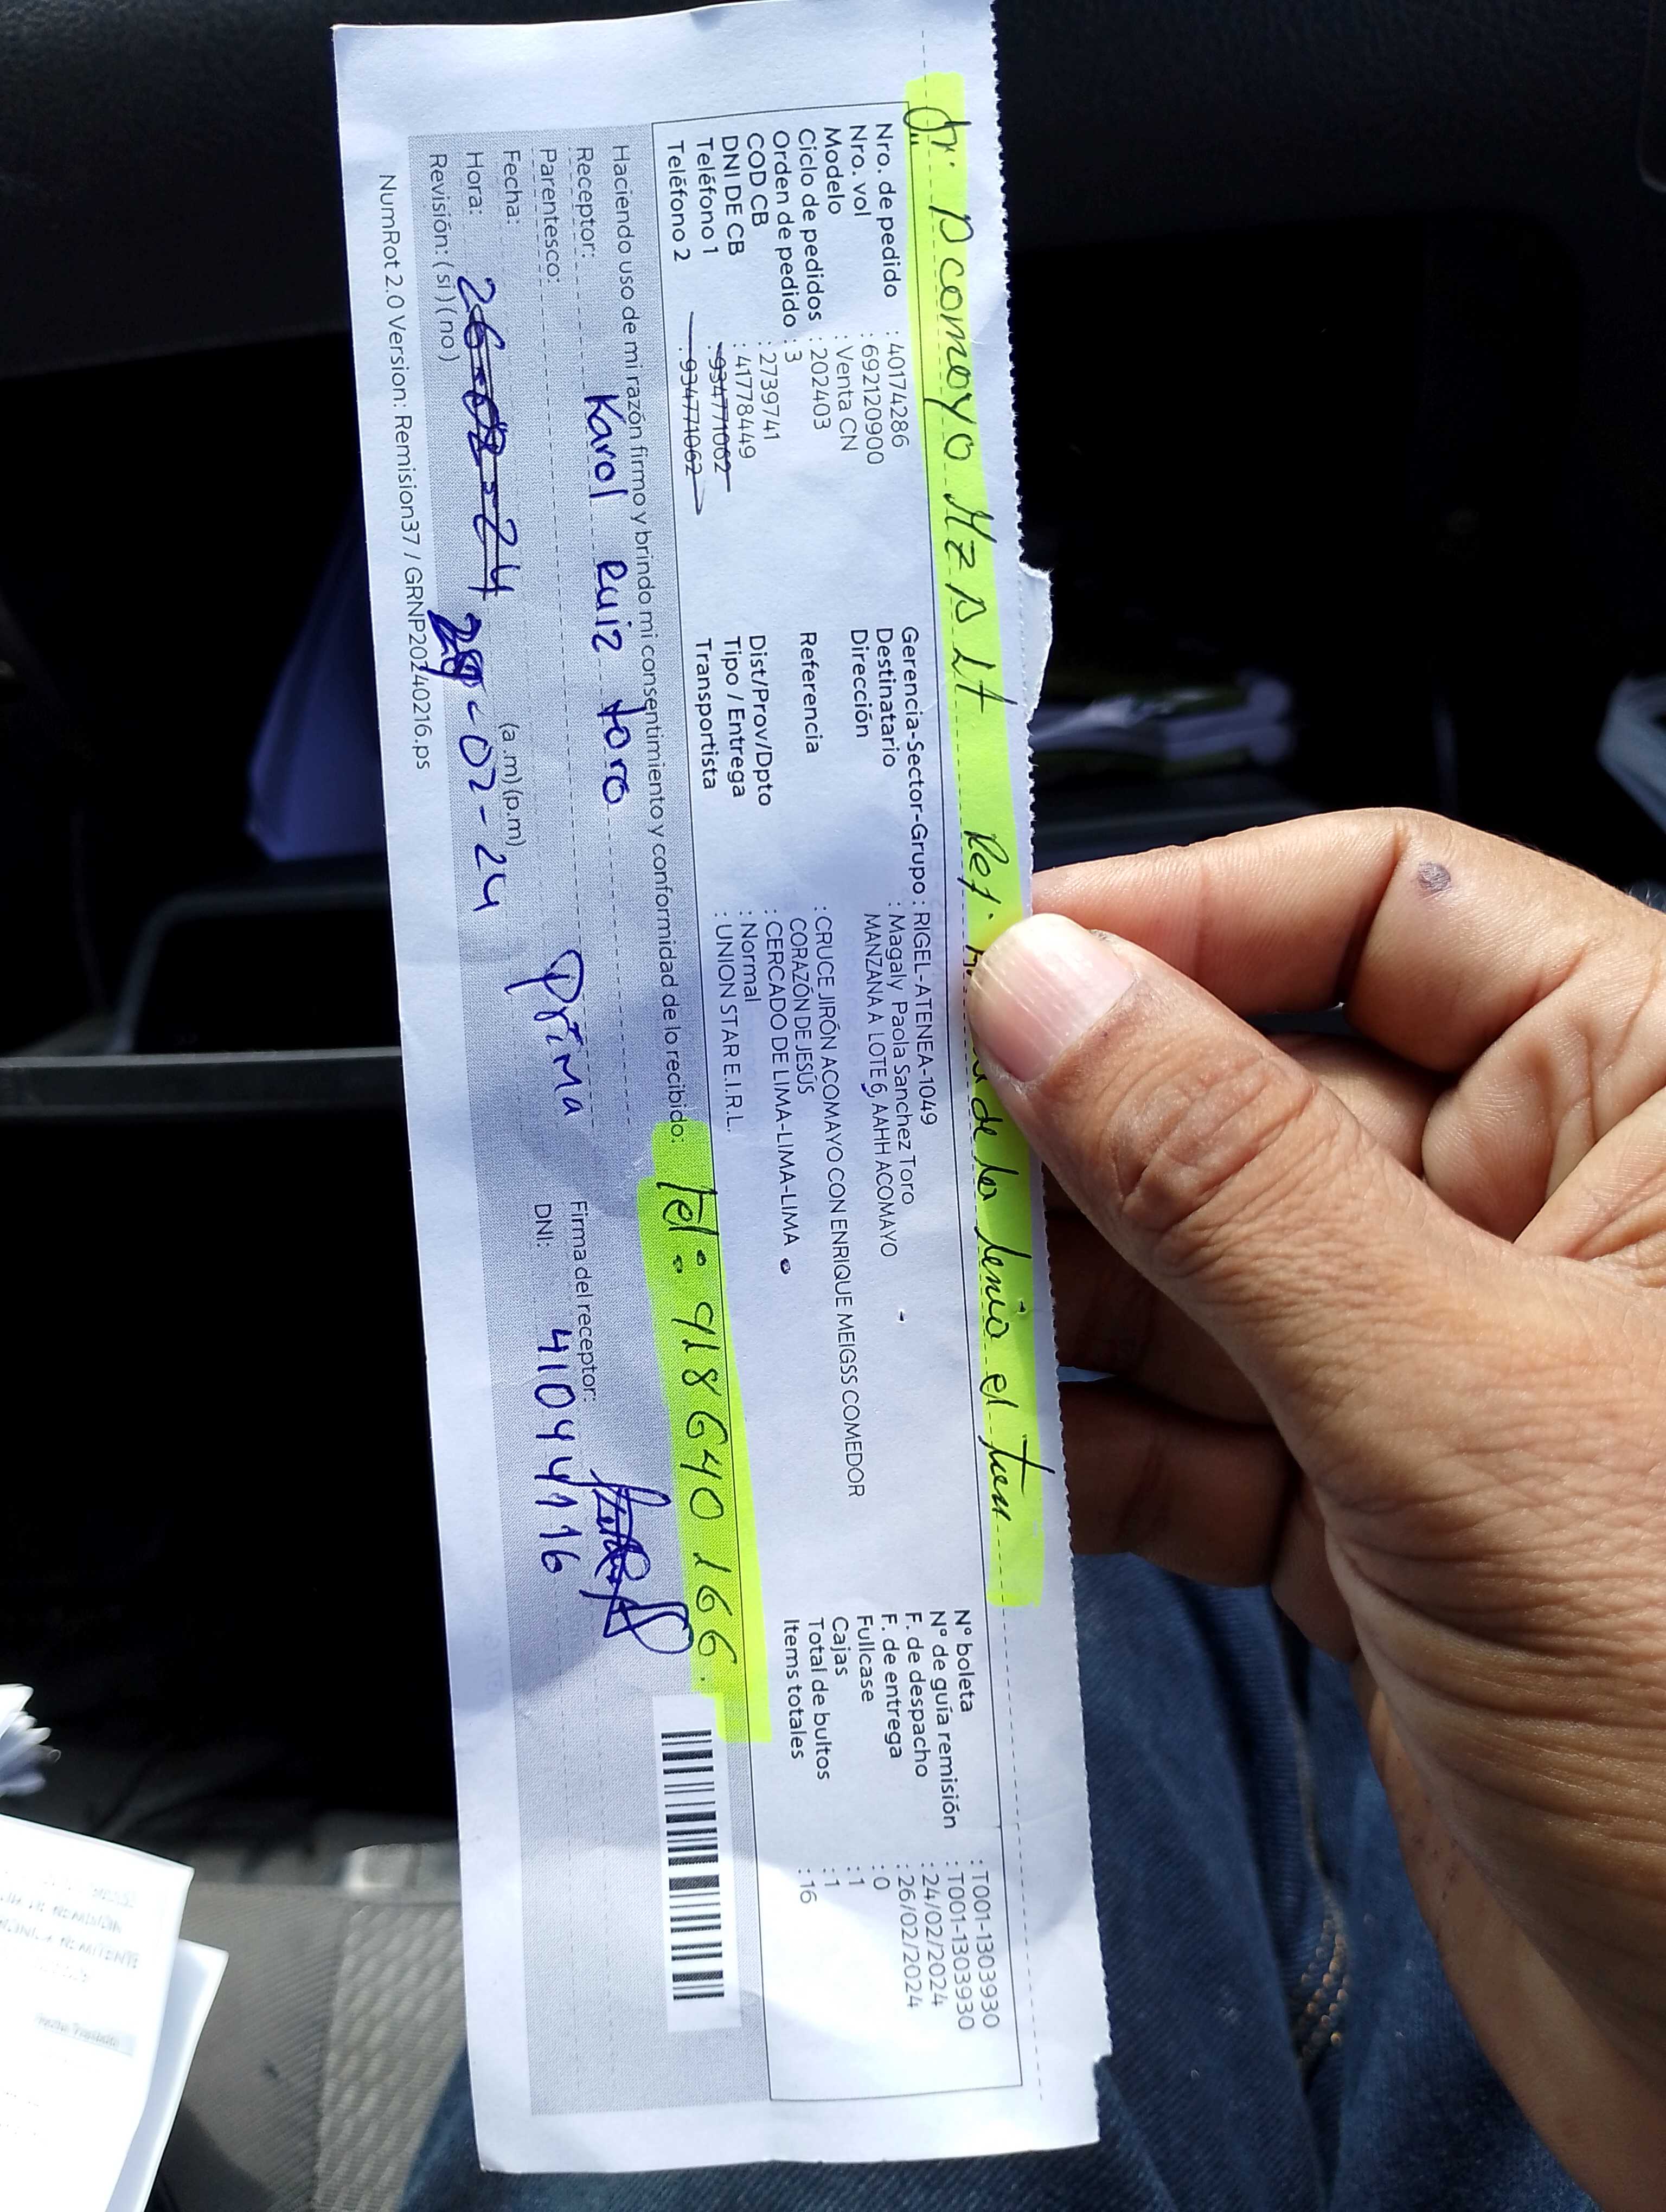 Jr. Acomayo Mz A Lt Ref. de la linia el tren
Nro. de pedido : 40174286
Nro. vol : 692120900
Modelo : Venta CN
Ciclo de pedidos : 202403
Orden de pedido : 3
COD CB : 2739741
DNI DE CB : 41778449
Teléfono 1 : 934771062
Teléfono 2 : 934771062
Gerencia-Sector-Grupo : RIGEL-ATENEA-1049
Destinatario : Magaly Paola Sanchez Toro
Dirección MANZANA A LOTE 6, AAHH ACOMAYO
Referencia : CRUCE JIRÓN ACOMAYO CON ENRIQUE MEIGSS COMEDOR
CORAZÓN DE JESÚS
Dist/Prov/Dpto : CERCADO DE LIMA-LIMA-LIMA
Tipo / Entrega : Normal
Transportista : UNION STAR E.I.R.L.
N° boleta : T001-1303930
N° de guía remisión : T001-1303930
F. de despacho : 24/02/2024
F. de entrega : 26/02/2024
Fullcase : 0
Cajas : 1
Total de bultos : 1
Items totales : 16
Haciendo uso de mi razón firmo y brindo mi consentimiento y conformidad de lo recibido:
Tel: 918640166.
Receptor: Karol Ruiz toro
Firma del receptor:
Parentesco: Prima
DNI: 41044116
Fecha:
Hora: 26-02-24 (a.m) (p.m)
-02-24
Revisión: ( si ) ( no )
NumRot 2.0 Version: Remision37 / GRNP20240216.ps